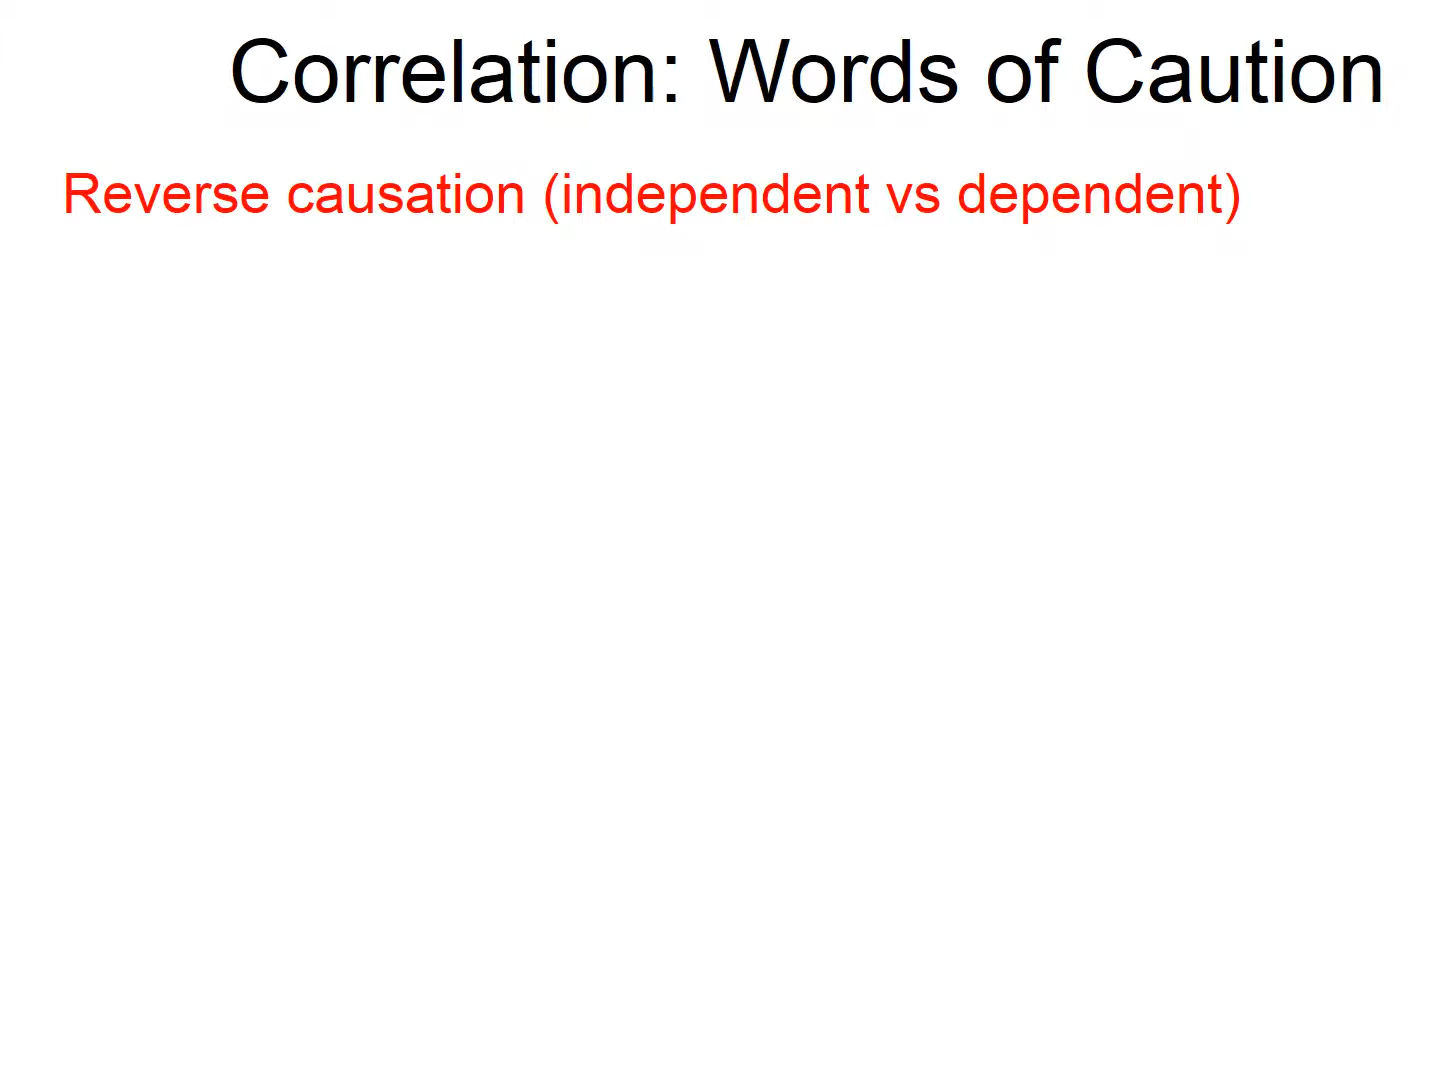 Correlation: Words of Caution
Reverse causation (independent vs dependent)